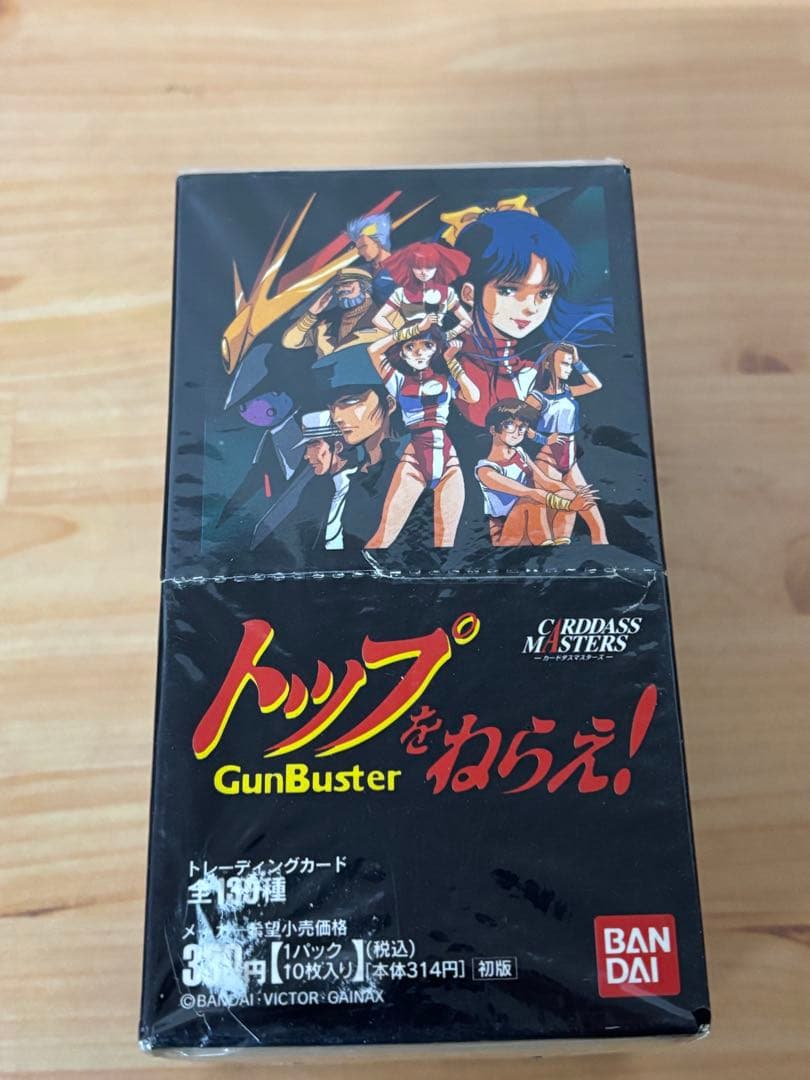 CARDDASS
MASTERS
カードダスマスターズ
トップをねらえ!
GunBuster
トレーディングカード
全139種
メーカー希望小売価格
円【1パック10枚入り】(税込)[本体314円] 初版
©BANDAI・VICTOR・GAINAX
BAN
DAI